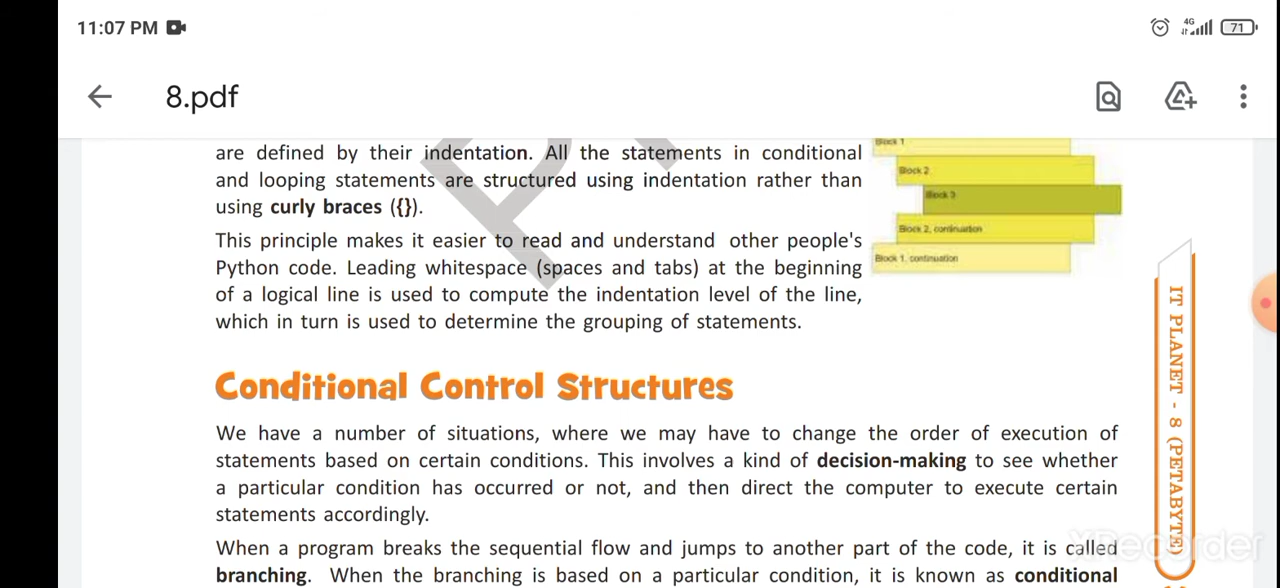 11:07 PM
4G
71
8.pdf
are defined by their indentation. All the statements in conditional
and looping statements are structured using indentation rather than
using curly braces ({}).
This principle makes it easier to read and understand other people's
Python code. Leading whitespace (spaces and tabs) at the beginning
of a logical line is used to compute the indentation level of the line,
which in turn is used to determine the grouping of statements.
Block 1
Block 2
Block 3
Block 2, continuation
Block 1, continuation
Conditional Control Structures
We have a number of situations, where we may have to change the order of execution of
statements based on certain conditions. This involves a kind of decision-making to see whether
a particular condition has occurred or not, and then direct the computer to execute certain
statements accordingly.
When a program breaks the sequential flow and jumps to another part of the code, it is called
branching. When the branching is based on a particular condition, it is known as conditional
IT PLANET - 8 (PETABYTE)
XRecorder